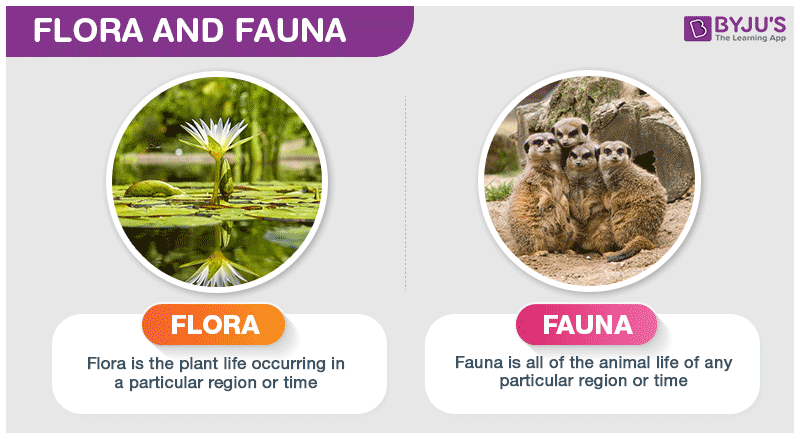 FLORA AND FAUNA
BYJU'S
The Learning App
FLORA
Flora is the plant life occurring in
a particular region or time
FAUNA
Fauna is all of the animal life of any
particular region or time